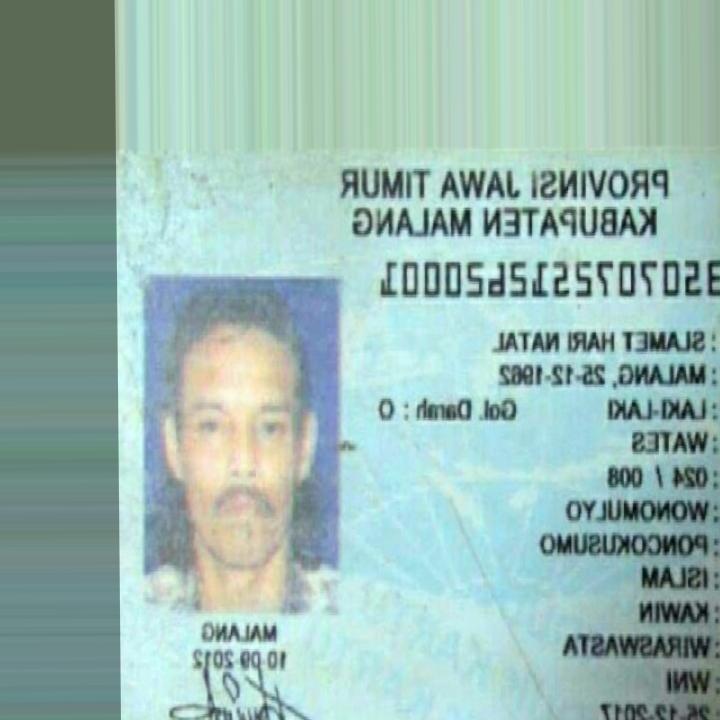 PROVINSI JAWA TIMUR
KABUPATEN MALANG
3507072512620001
: SLAMET HARI NATAL
: MALANG, 25-12-1962
: LAKI-LAKI Gol. Darah : O
: WATES
: 024 / 008
: WONOMULYO
: PONCOKUSUMO
: ISLAM
: KAWIN
: WIRASWASTA
: WNI
25-12-2017
MALANG
10-09-2012